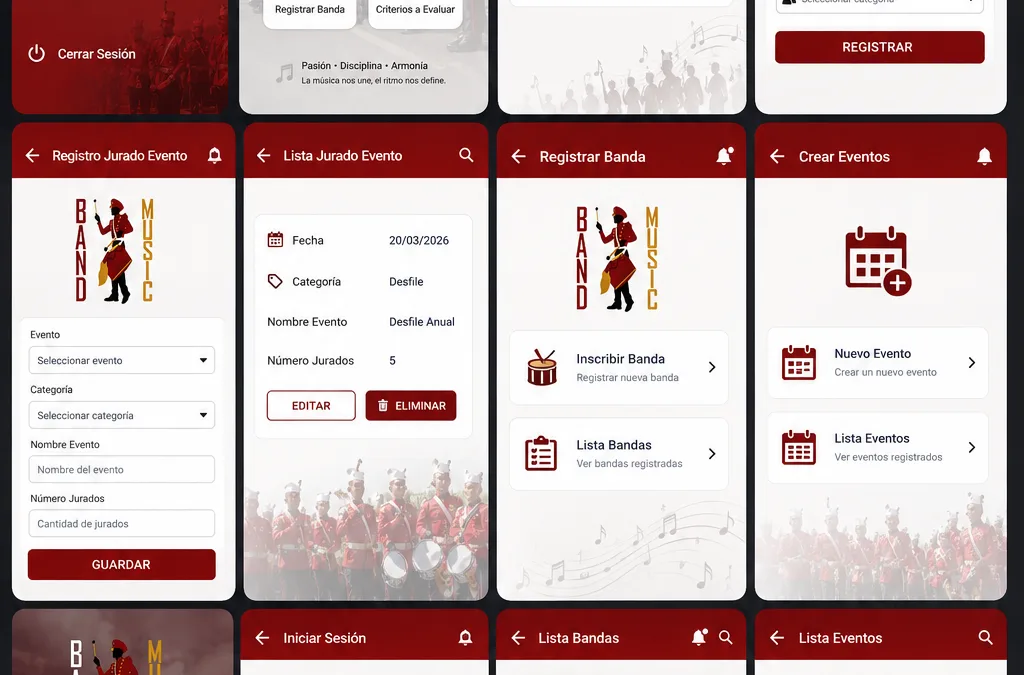 Cerrar Sesión
Registrar Banda
Criterios a Evaluar
Pasión • Disciplina • Armonía
La música nos une, el ritmo nos define.
Seleccionar categoría
REGISTRAR
Registro Jurado Evento
BAND
MUSIC
Evento
Seleccionar evento
Categoría
Seleccionar categoría
Nombre Evento
Nombre del evento
Número Jurados
Cantidad de jurados
GUARDAR
Lista Jurado Evento
Fecha
20/03/2026
Categoría
Desfile
Nombre Evento
Desfile Anual
Número Jurados
5
EDITAR
ELIMINAR
Registrar Banda
BAND
MUSIC
Inscribir Banda
Registrar nueva banda
Lista Bandas
Ver bandas registradas
Crear Eventos
Nuevo Evento
Crear un nuevo evento
Lista Eventos
Ver eventos registrados
Iniciar Sesión
Lista Bandas
Lista Eventos